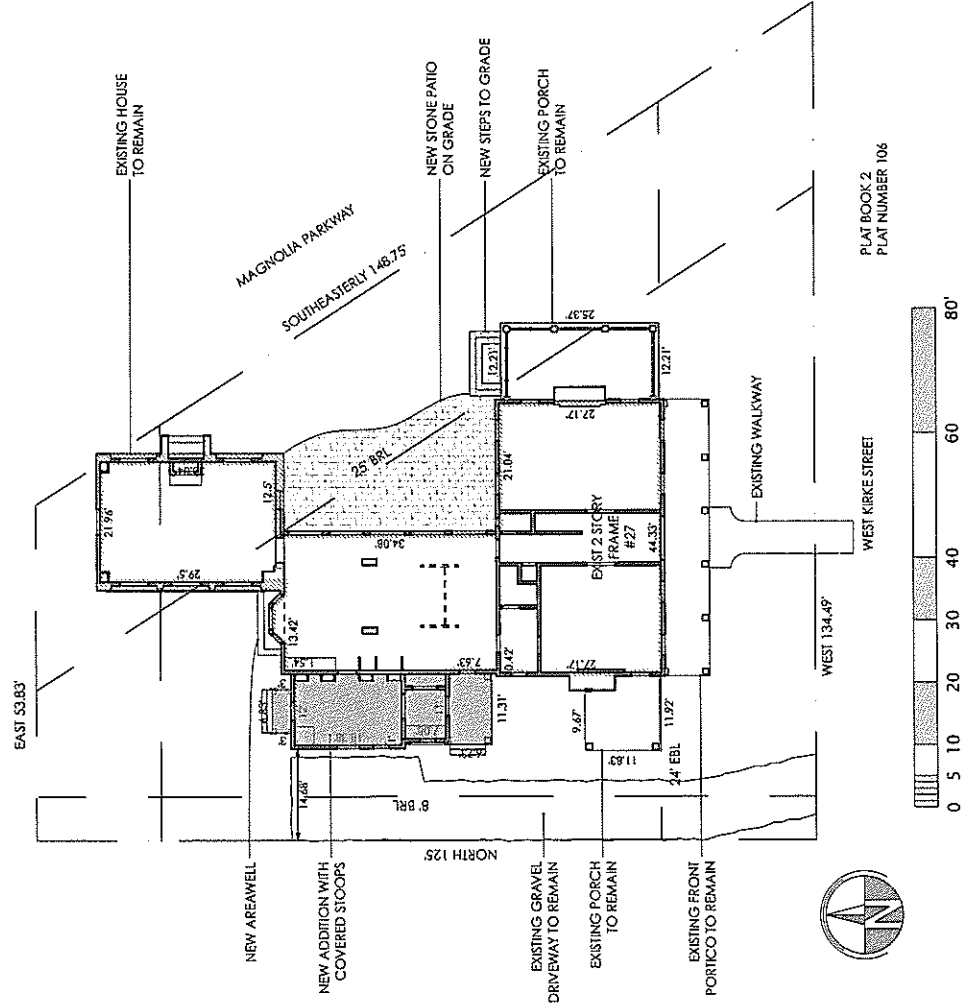 EAST 53.83'
EXISTING HOUSE
TO REMAIN
MAGNOLIA PARKWAY
SOUTHEASTERLY 148.75'
NEW STONE PATIO
ON GRADE
NEW STEPS TO GRADE
EXISTING PORCH
TO REMAIN
21.96'
29.5'
12.5'
25' BRL
34.08'
13.42'
1.54'
7.63'
6.83'
12.21'
25.37'
12.21'
27.17'
21.04'
EXIST 2 STORY
FRAME
#27
44.33'
27.17'
11.31'
9.67'
11.92'
11.83'
24' EBL
14.68'
8' BRL
NORTH 125'
NEW AREAWELL
NEW ADDITION WITH
COVERED STOOPS
EXISTING GRAVEL
DRIVEWAY TO REMAIN
EXISTING PORCH
TO REMAIN
EXISTING FRONT
PORTICO TO REMAIN
EXISTING WALKWAY
WEST KIRKE STREET
WEST 134.49'
PLAT BOOK 2
PLAT NUMBER 106
N
0 5 10 20 30 40 60 80'